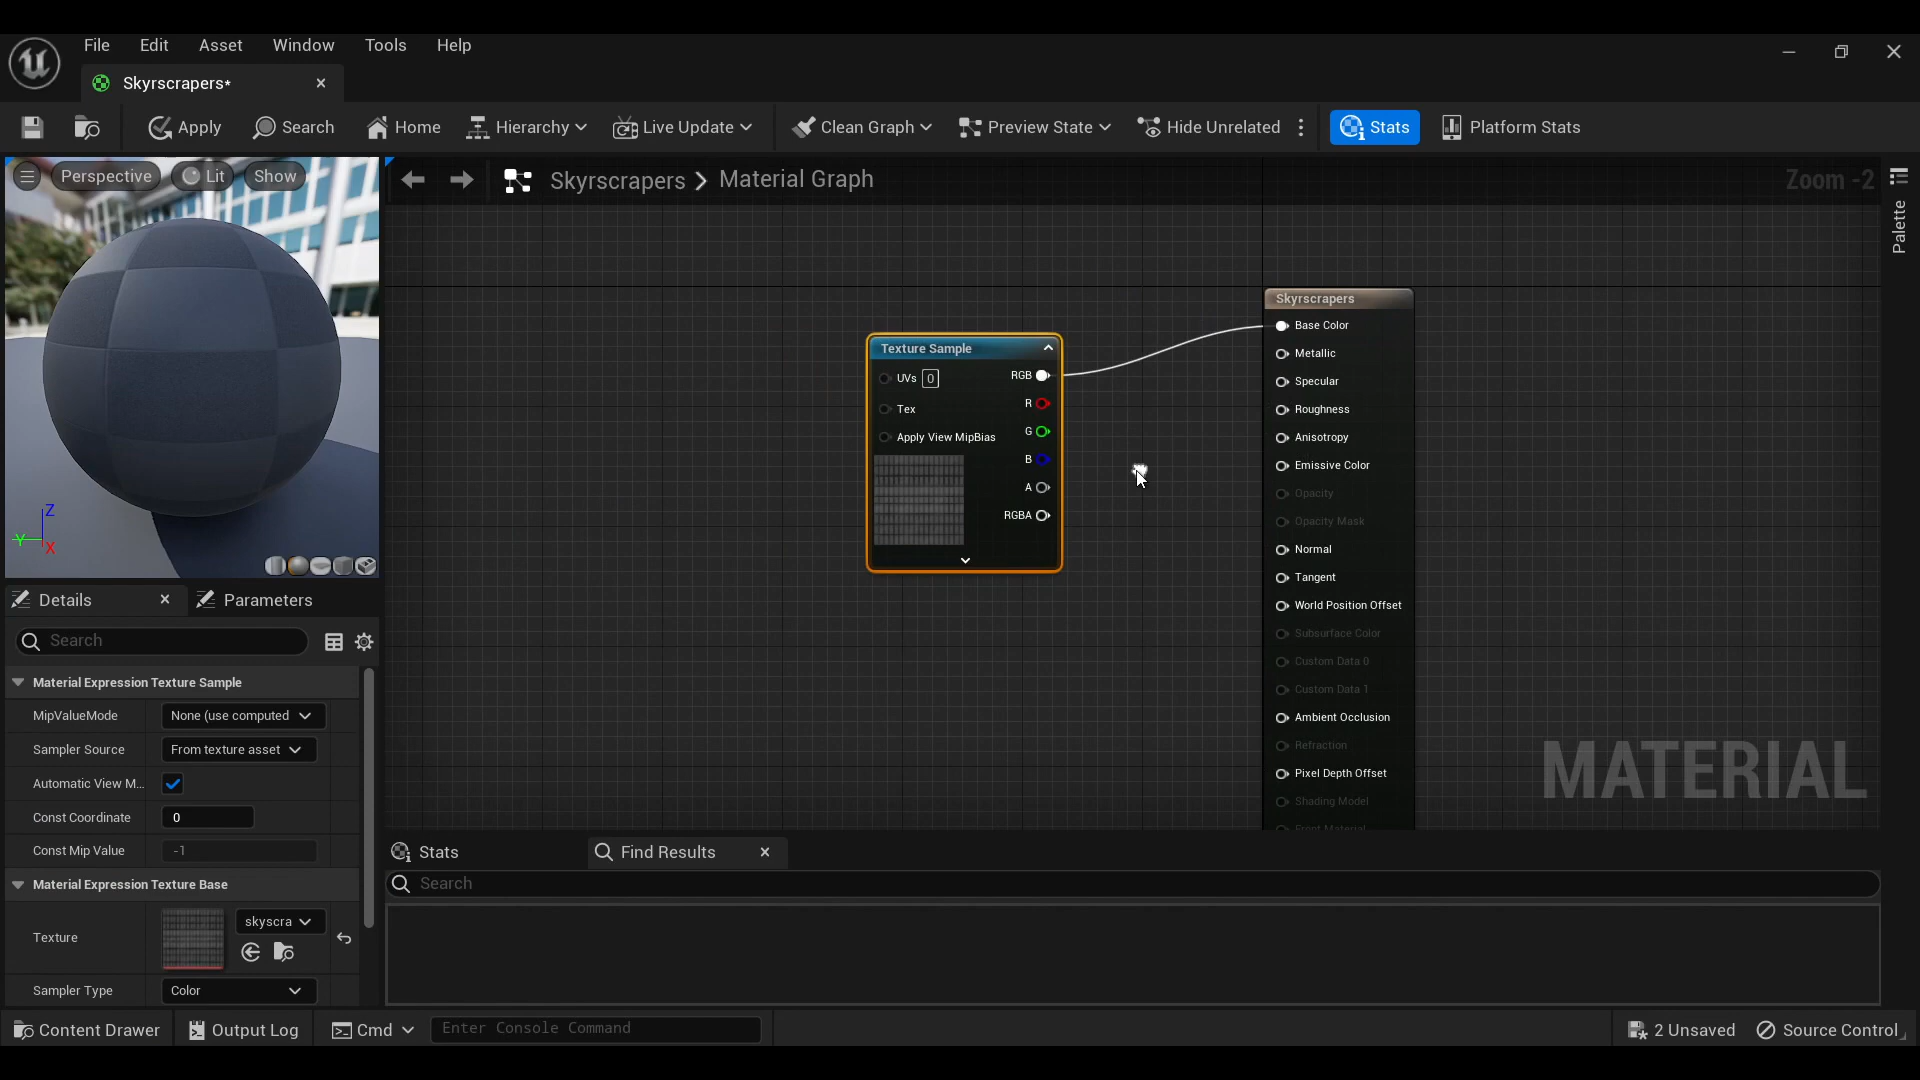 File Edit Asset Window Tools Help
Skyrscrapers*
Apply Search Home Hierarchy Live Update Clean Graph Preview State Hide Unrelated Stats Platform Stats
Perspective Lit Show
Skyrscrapers > Material Graph
Zoom -2
Palette
Texture Sample
UVs 0 RGB
R
Tex
G
Apply View MipBias
B
A
RGBA
Skyrscrapers
Base Color
Metallic
Specular
Roughness
Anisotropy
Emissive Color
Opacity
Opacity Mask
Normal
Tangent
World Position Offset
Subsurface Color
Custom Data 0
Custom Data 1
Ambient Occlusion
Refraction
Pixel Depth Offset
Shading Model
Front Material
MATERIAL
Z
Y
X
Details Parameters
Search
Material Expression Texture Sample
MipValueMode None (use computed
Sampler Source From texture asset
Automatic View M...
Const Coordinate 0
Const Mip Value -1
Material Expression Texture Base
Texture skyscra
Sampler Type Color
Stats Find Results
Search
Content Drawer Output Log Cmd Enter Console Command 2 Unsaved Source Control